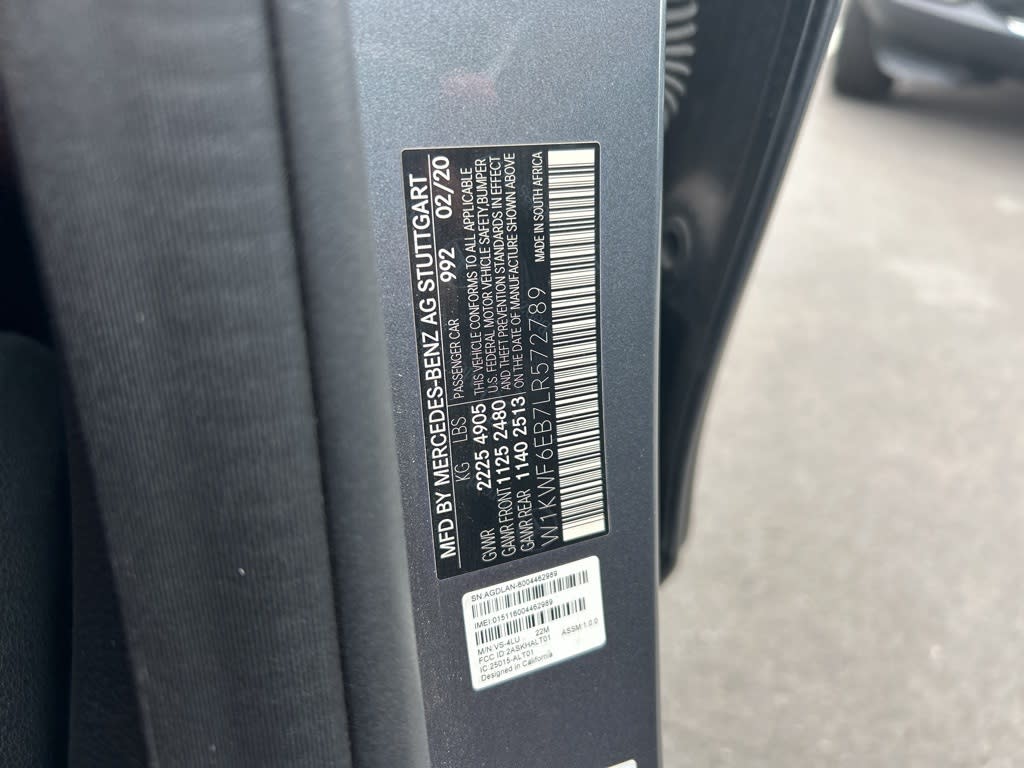 MFD BY MERCEDES-BENZ AG STUTTGART
KG LBS PASSENGER CAR 992 02/20
GVWR 2225 4905 THIS VEHICLE CONFORMS TO ALL APPLICABLE
U.S. FEDERAL MOTOR VEHICLE SAFETY,BUMPER
GAWR FRONT 1125 2480 AND THEFT PREVENTION STANDARDS IN EFFECT
GAWR REAR 1140 2513 ON THE DATE OF MANUFACTURE SHOWN ABOVE
W1KWF6EB7LR572789 MADE IN SOUTH AFRICA
SN:AGDLAN-6004462989
IMEI:015116004462989
M/N:VS-4LU 22M ASSM:1.0.0
FCC ID:2ASKHALT01
IC:25015-ALT01
Designed in California